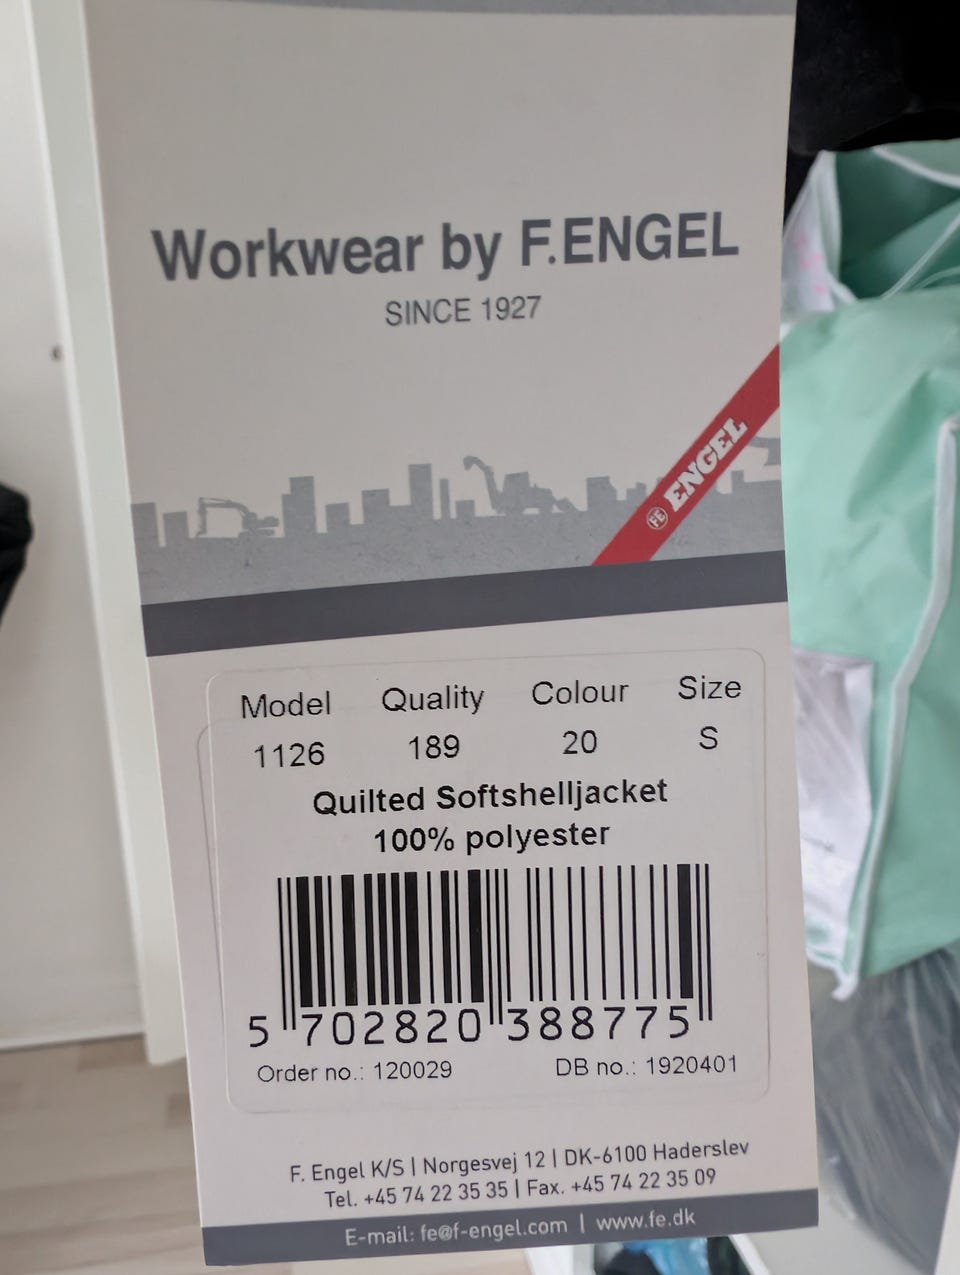 Workwear by F.ENGEL
SINCE 1927
FE ENGEL
Model Quality Colour Size
1126 189 20 S
Quilted Softshelljacket
100% polyester
5 702820 388775
Order no.: 120029 DB no.: 1920401
F. Engel K/S | Norgesvej 12 | DK-6100 Haderslev
Tel. +45 74 22 35 35 | Fax. +45 74 22 35 09
E-mail: fe@f-engel.com | www.fe.dk